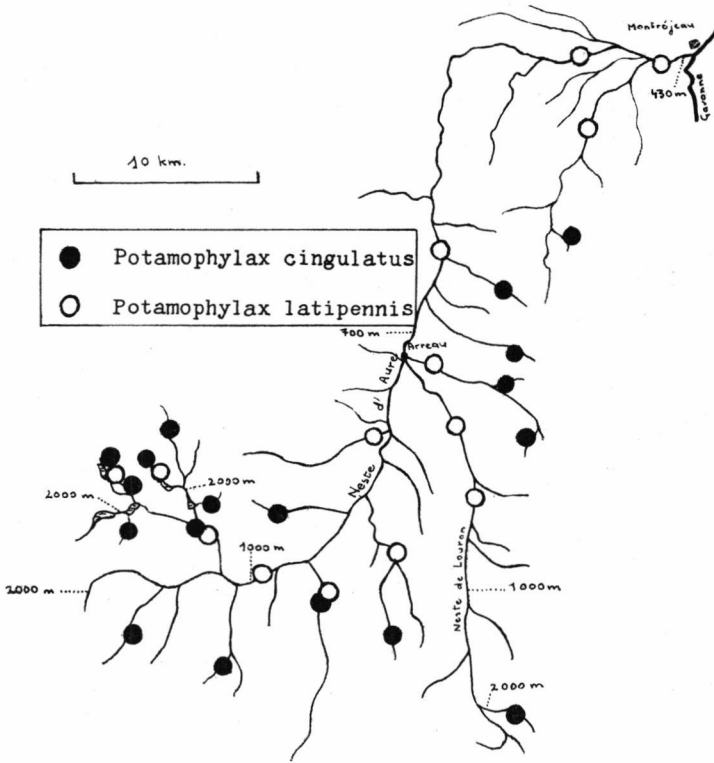 Montréjeau
430 m
Garonne
10 km.
Potamophylax cingulatus
Potamophylax latipennis
700 m
Arreau
Neste d' Aure
2000 m
2000 m
1000 m
2000 m
Neste de Louron
1000 m
2000 m